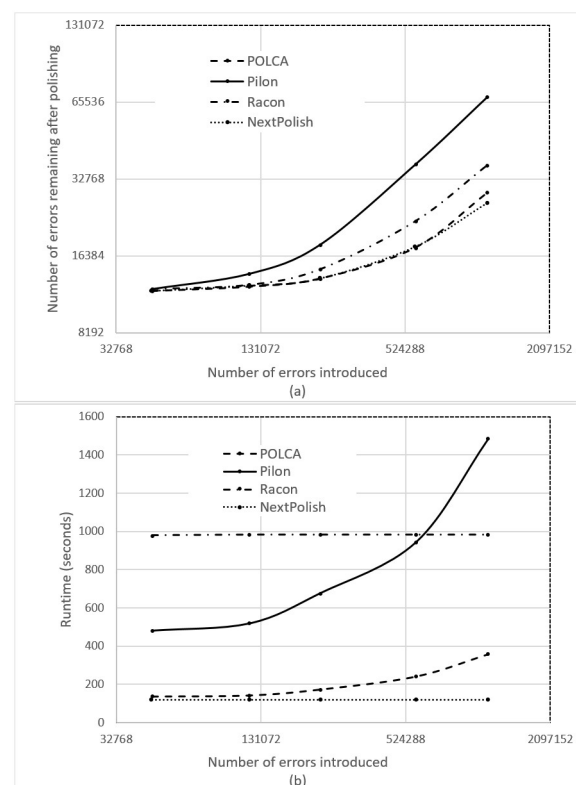 131072
65536
32768
16384
8192
Number of errors remaining after polishing
POLCA
Pilon
Racon
NextPolish
32768 131072 524288 2097152
Number of errors introduced
(a)
1600
1400
1200
1000
800
600
400
200
0
Runtime (seconds)
POLCA
Pilon
Racon
NextPolish
32768 131072 524288 2097152
Number of errors introduced
(b)